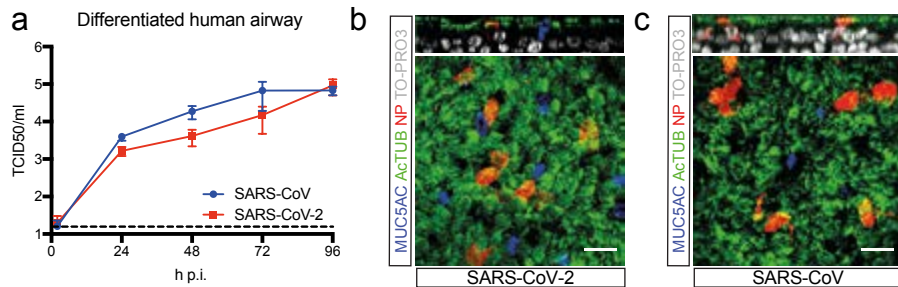 a
Differentiated human airway
TCID50/ml
6
5
4
3
2
1
0
24
48
72
96
h p.i.
SARS-CoV
SARS-CoV-2
b
MUC5AC AcTUB NP TO-PRO3
SARS-CoV-2
c
MUC5AC AcTUB NP TO-PRO3
SARS-CoV